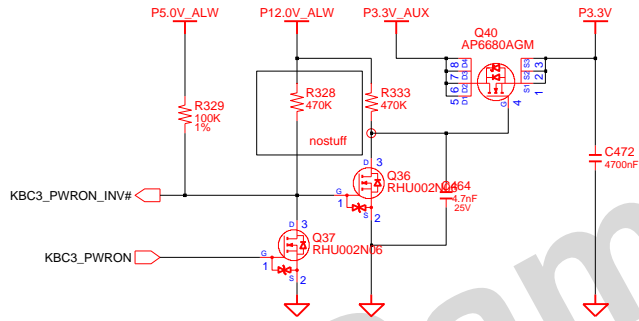 P5.0V_ALW
P12.0V_ALW
P3.3V_AUX
P3.3V
Q40
AP6680AGM
8 D4
7 D3
6 D2
5 D1
S3 3
S2 2
S1 1
G
4
R329
100K
1%
R328
470K
nostuff
R333
470K
C472
4700nF
KBC3_PWRON_INV#
D 3
Q36
RHU002N06
G
1
S
2
C464
4.7nF
25V
KBC3_PWRON
D 3
Q37
RHU002N06
G
1
S
2